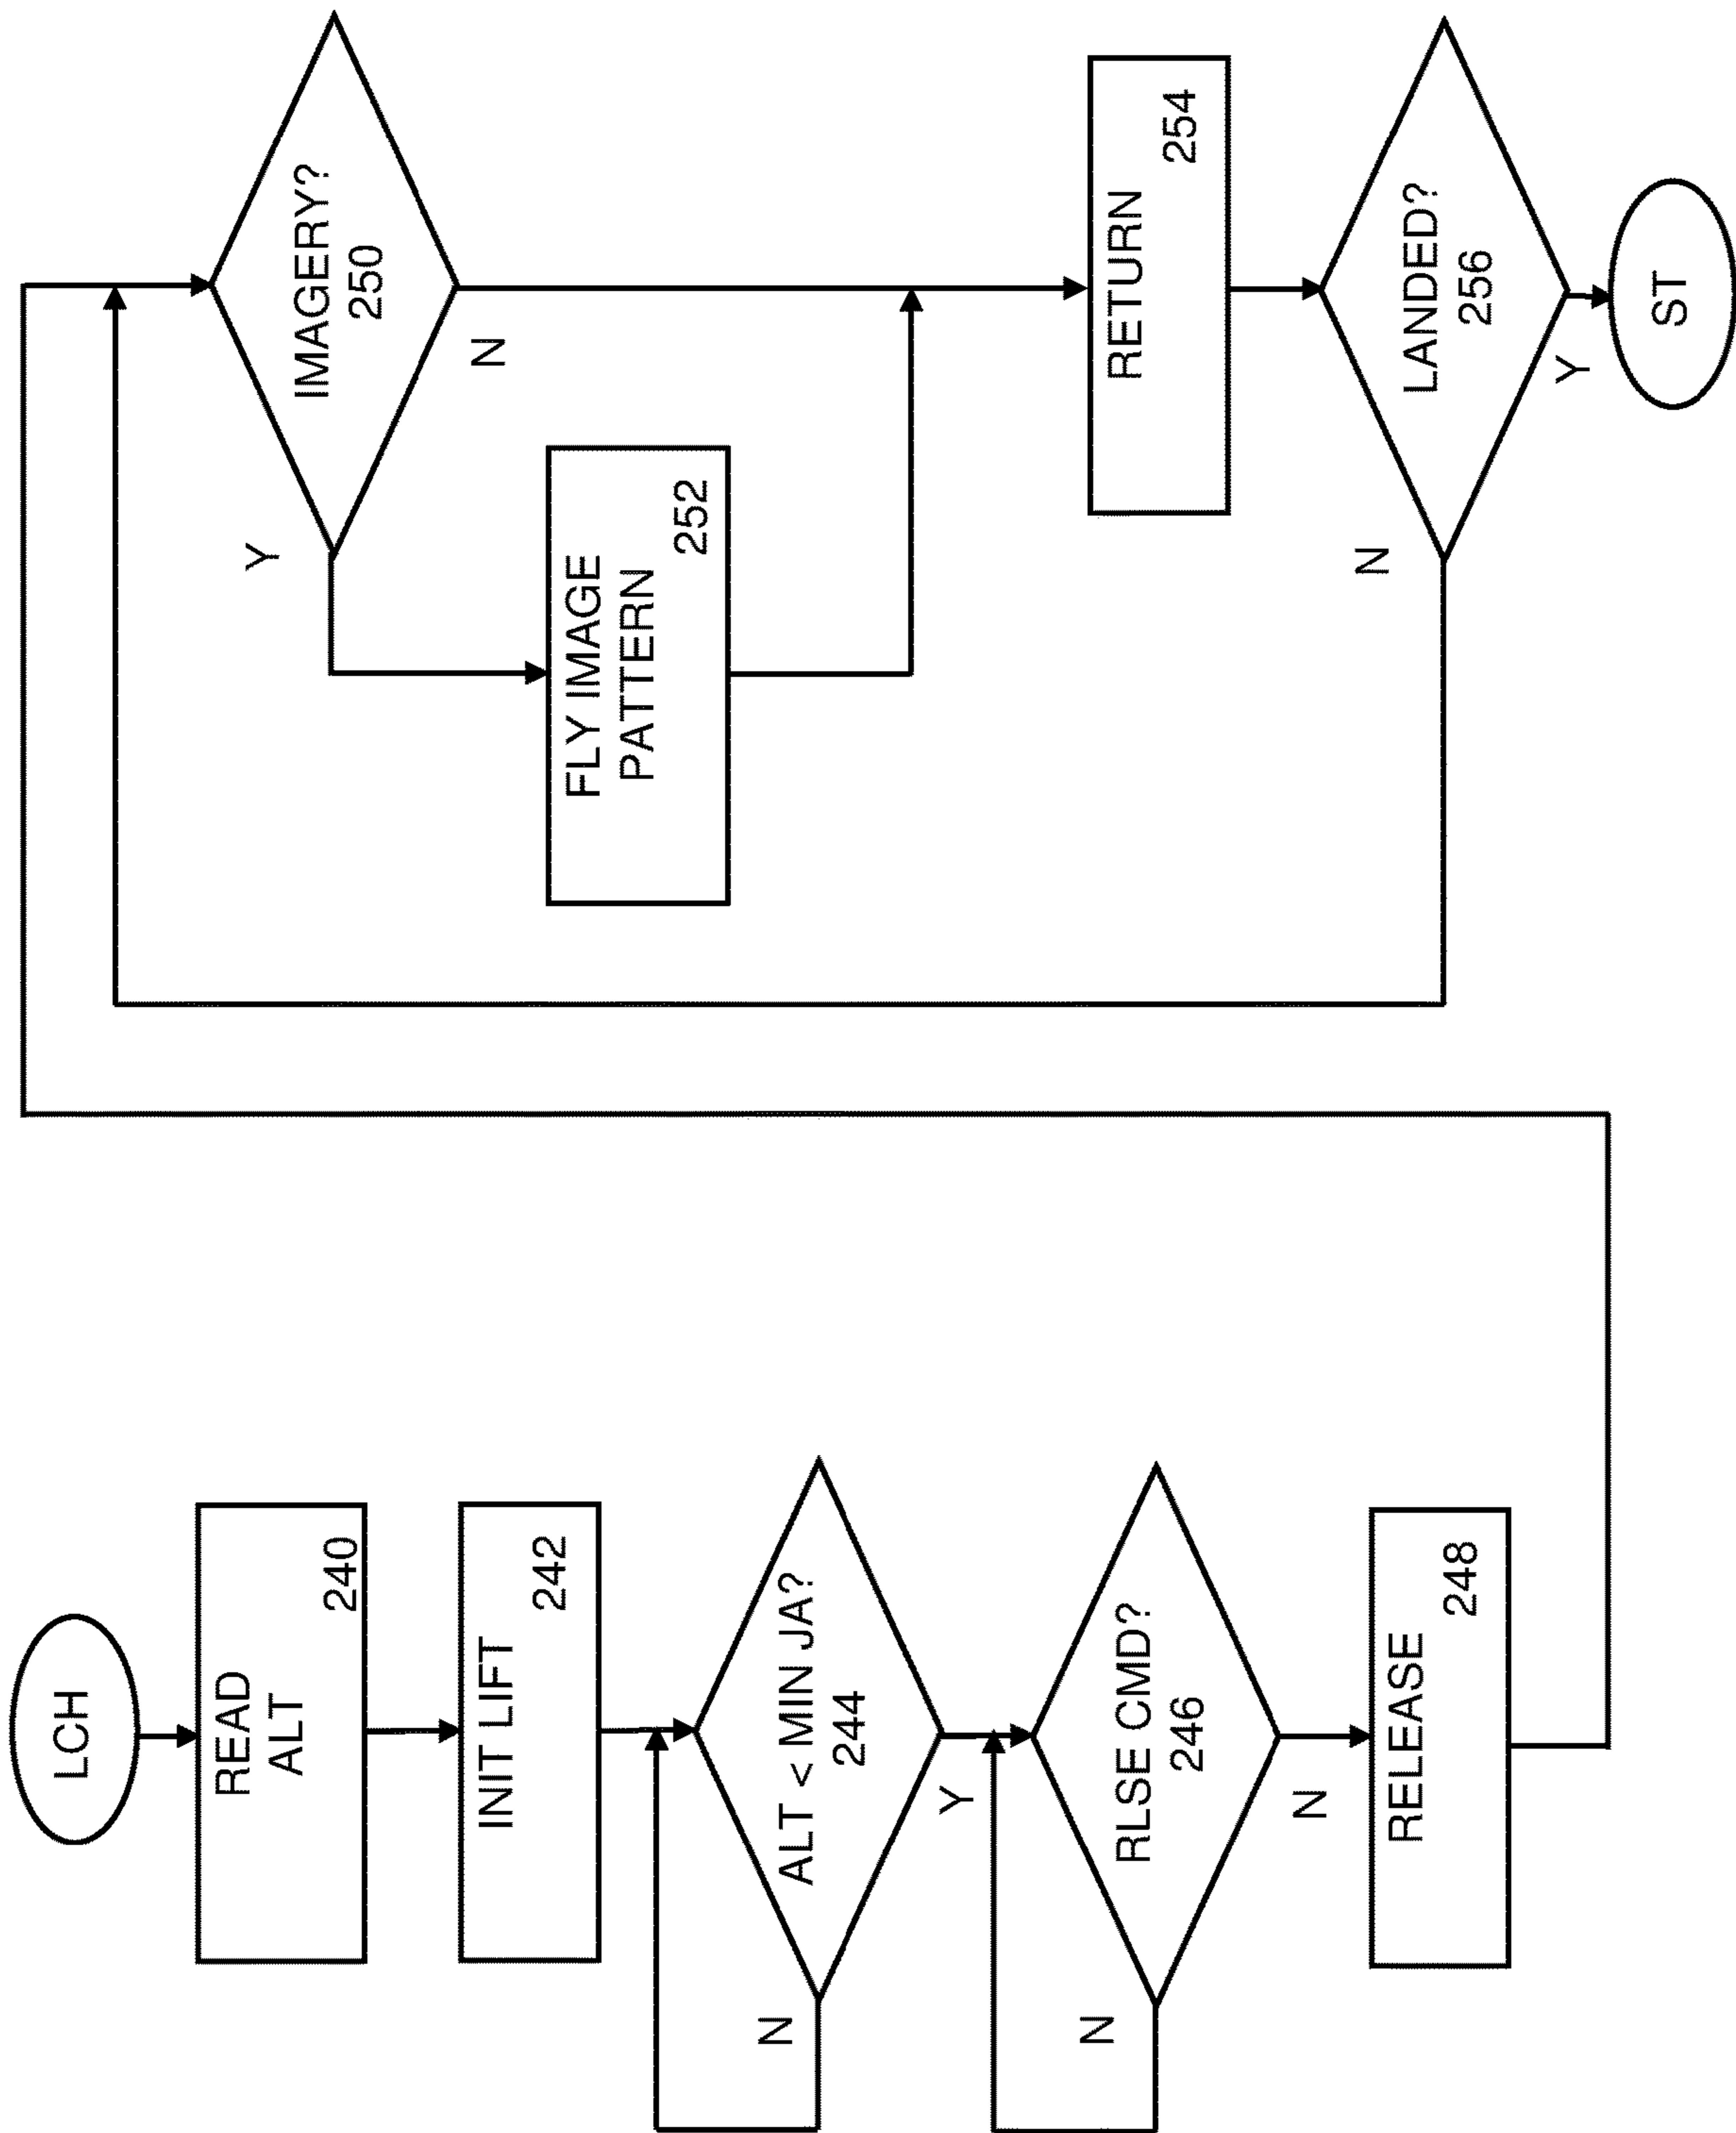 LCH
READ
ALT
240
INIT LIFT
242
ALT < MIN JA?
244
N
Y
RLSE CMD?
246
N
N
RELEASE
248
IMAGERY?
250
Y
N
FLY IMAGE
PATTERN
252
RETURN
254
LANDED?
256
N
Y
ST